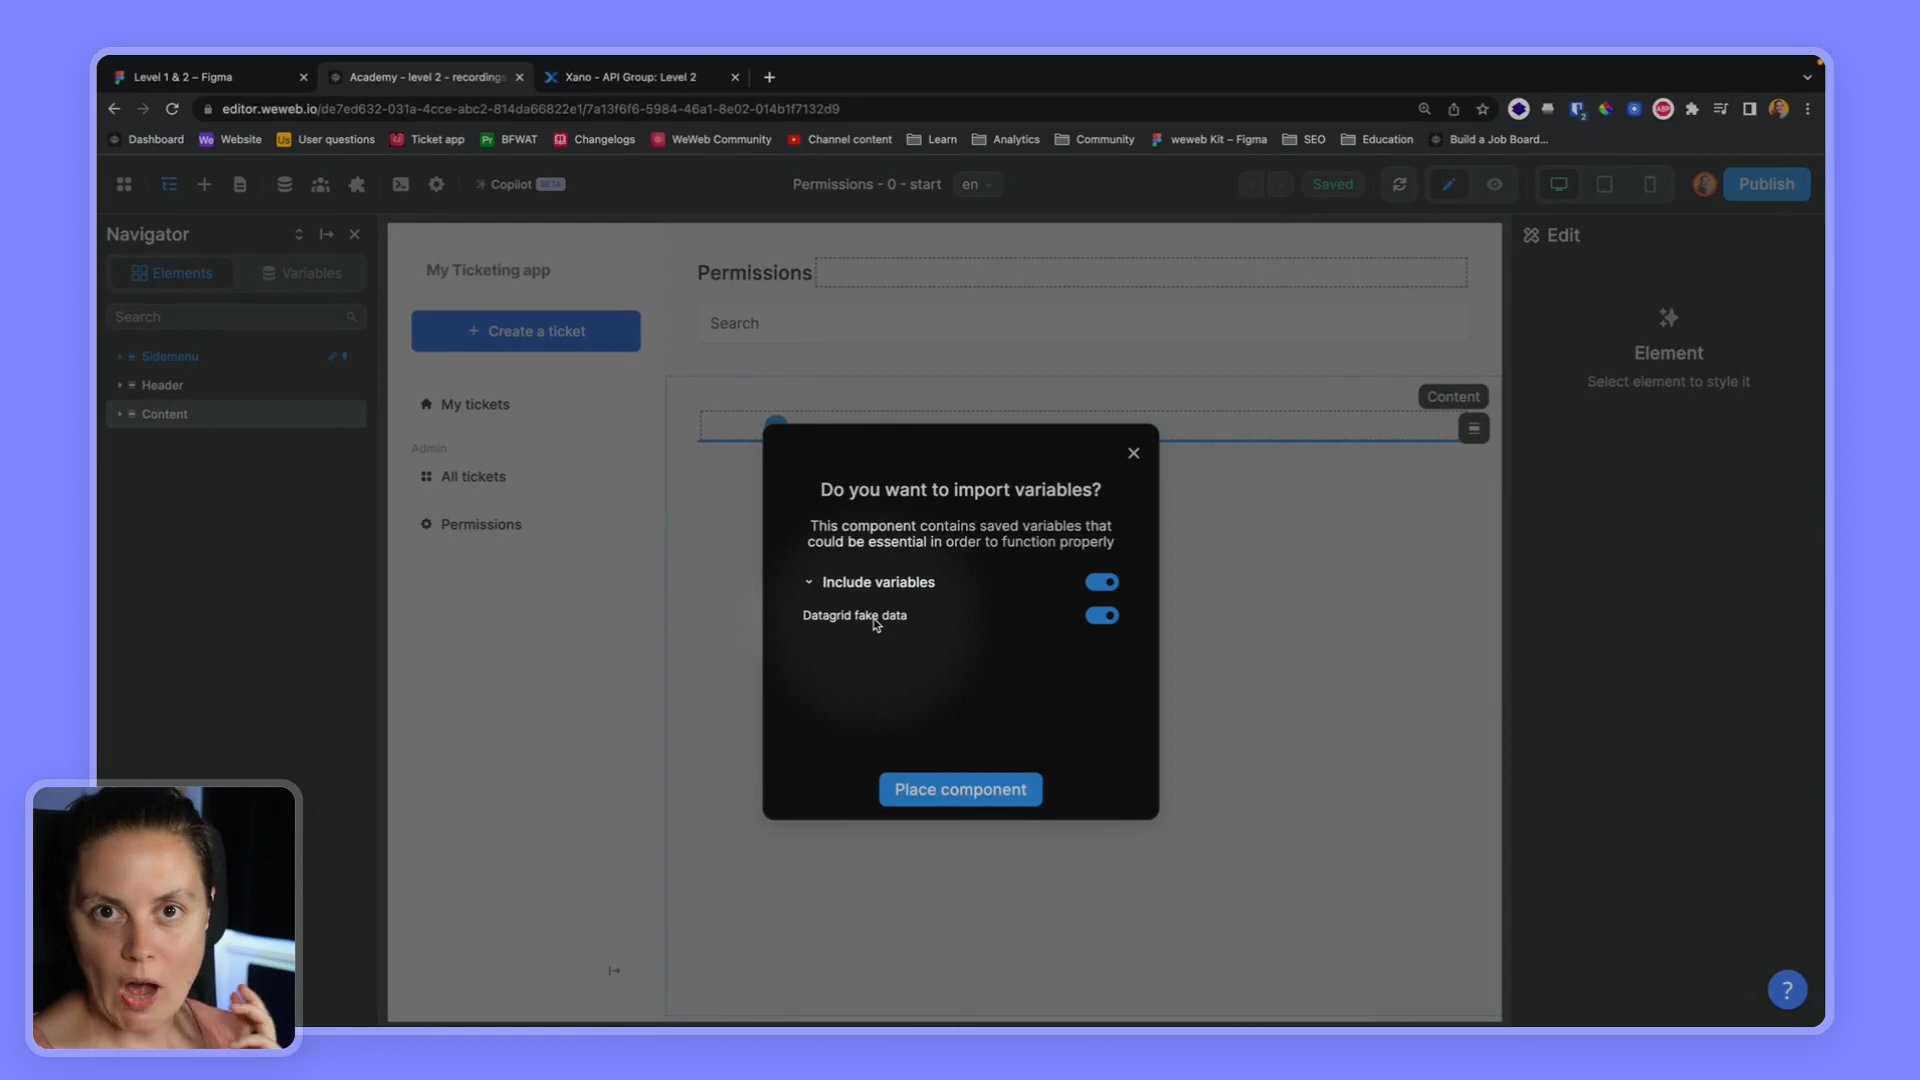 Level 1 & 2 – Figma
Academy - level 2 - recordings
Xano - API Group: Level 2
editor.weweb.io/de7ed632-031a-4cce-abc2-814da66822e1/7a13f6f6-5984-46a1-8e02-014b1f7132d9
Dashboard
We Website
Us User questions
Ticket app
Pr BFWAT
Changelogs
WeWeb Community
Channel content
Learn
Analytics
Community
weweb Kit – Figma
SEO
Education
Build a Job Board...
Copilot BETA
Permissions - 0 - start
en
Saved
Publish
Navigator
Elements
Variables
Search
Sidemenu
Header
Content
My Ticketing app
+ Create a ticket
My tickets
Admin
All tickets
Permissions
Permissions
Search
Content
Do you want to import variables?
This component contains saved variables that
could be essential in order to function properly
Include variables
Datagrid fake data
Place component
Edit
Element
Select element to style it
?